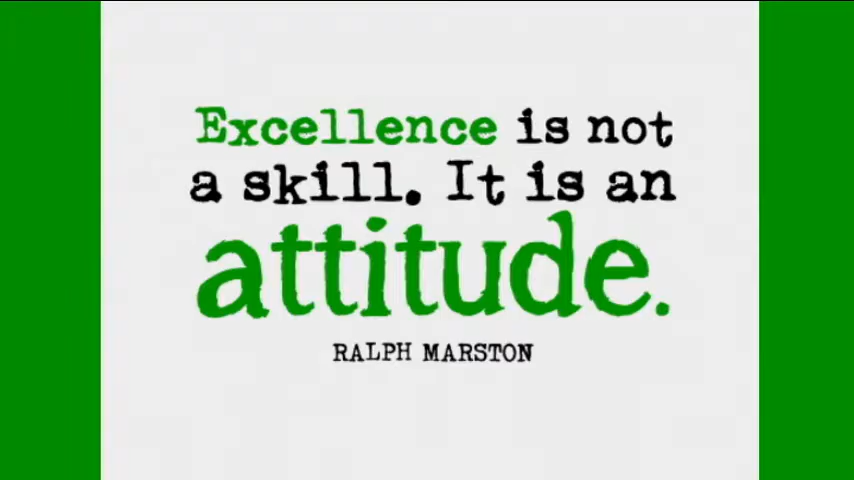 Excellence is not
a skill. It is an
attitude.
RALPH MARSTON